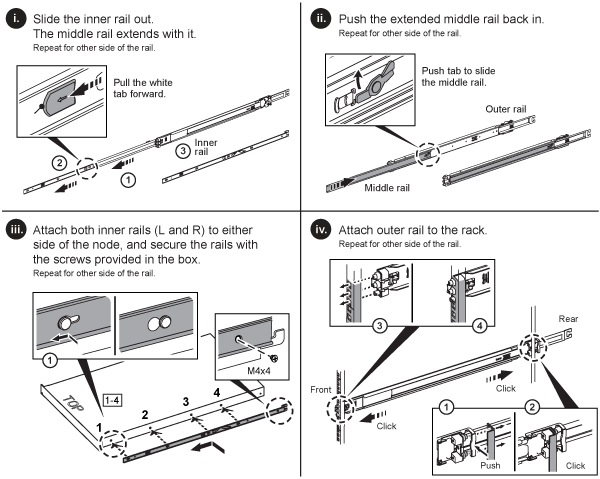 i. Slide the inner rail out.
The middle rail extends with it.
Repeat for other side of the rail.
Pull the white
tab forward.
3 Inner
rail
2
1
ii. Push the extended middle rail back in.
Repeat for other side of the rail.
Push tab to slide
the middle rail.
Outer rail
Middle rail
iii. Attach both inner rails (L and R) to either
side of the node, and secure the rails with
the screws provided in the box.
Repeat for other side of the rail.
1
M4x4
TOP
1-4
1
2
3
4
iv. Attach outer rail to the rack.
Repeat for other side of the rail.
3
4
Rear
Front
Click
Click
1
2
Push
Click